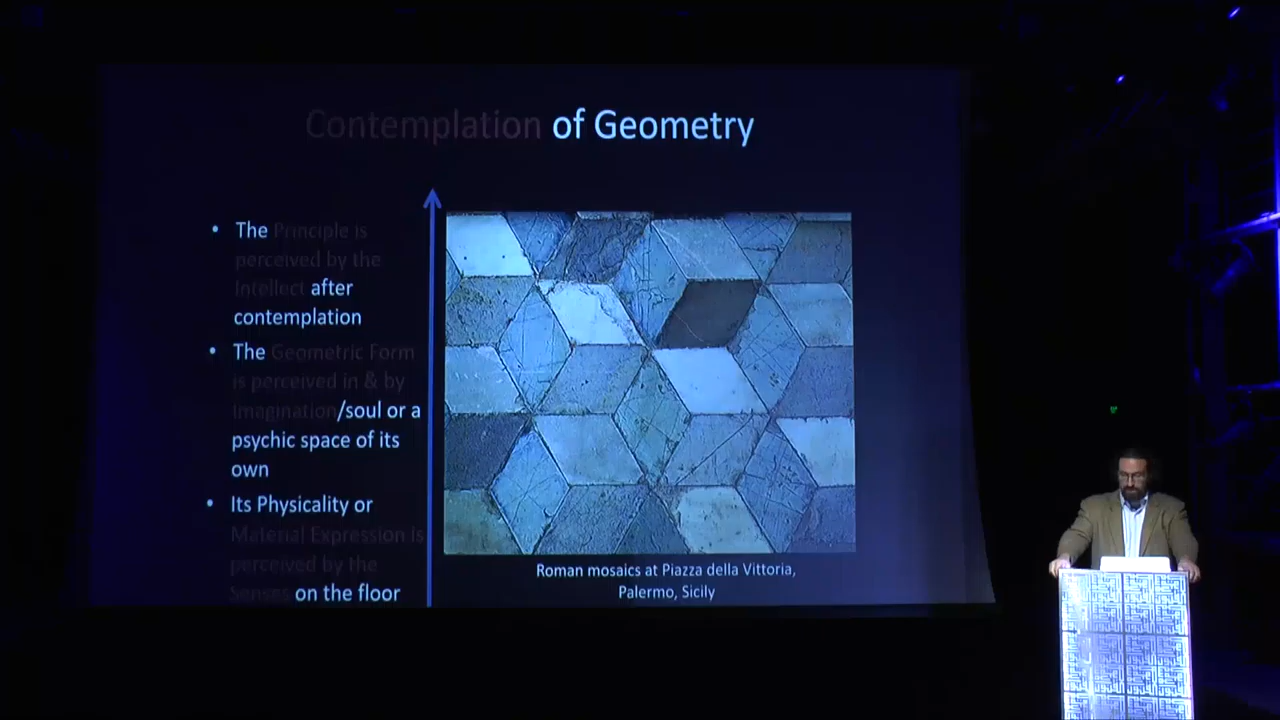 Contemplation of Geometry
• The Principle is
perceived by the
Intellect after
contemplation
• The Geometric Form
is perceived in & by
Imagination/soul or a
psychic space of its
own
• Its Physicality or
Material Expression is
perceived by the
Senses on the floor
Roman mosaics at Piazza della Vittoria,
Palermo, Sicily